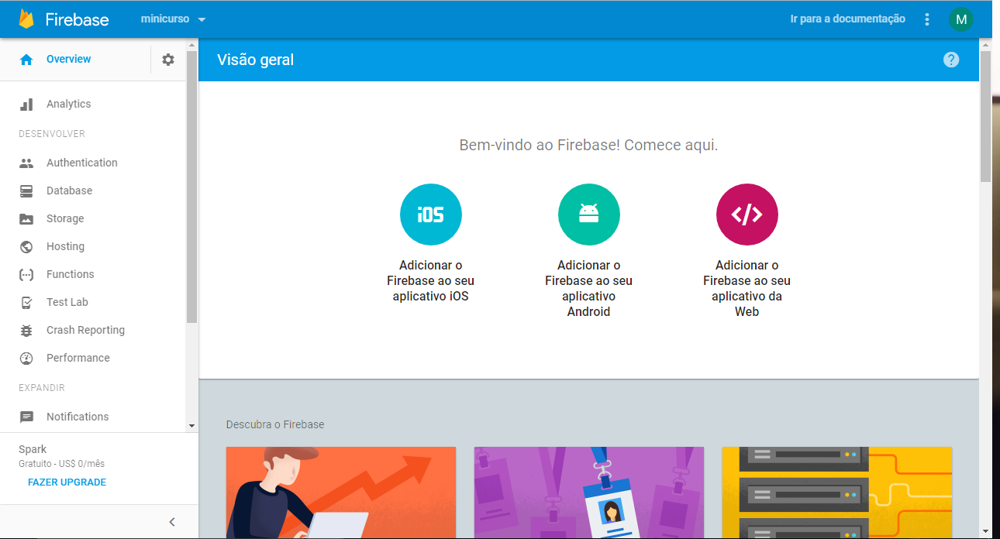 Firebase
minicurso
Ir para a documentação
M
Overview
Visão geral
?
Analytics
DESENVOLVER
Authentication
Database
Storage
Hosting
Functions
Test Lab
Crash Reporting
Performance
EXPANDIR
Notifications
Spark
Gratuito - US$ 0/mês
FAZER UPGRADE
Bem-vindo ao Firebase! Comece aqui.
iOS
Adicionar o
Firebase ao seu
aplicativo iOS
Adicionar o
Firebase ao seu
aplicativo
Android
</>
Adicionar o
Firebase ao seu
aplicativo da
Web
Descubra o Firebase